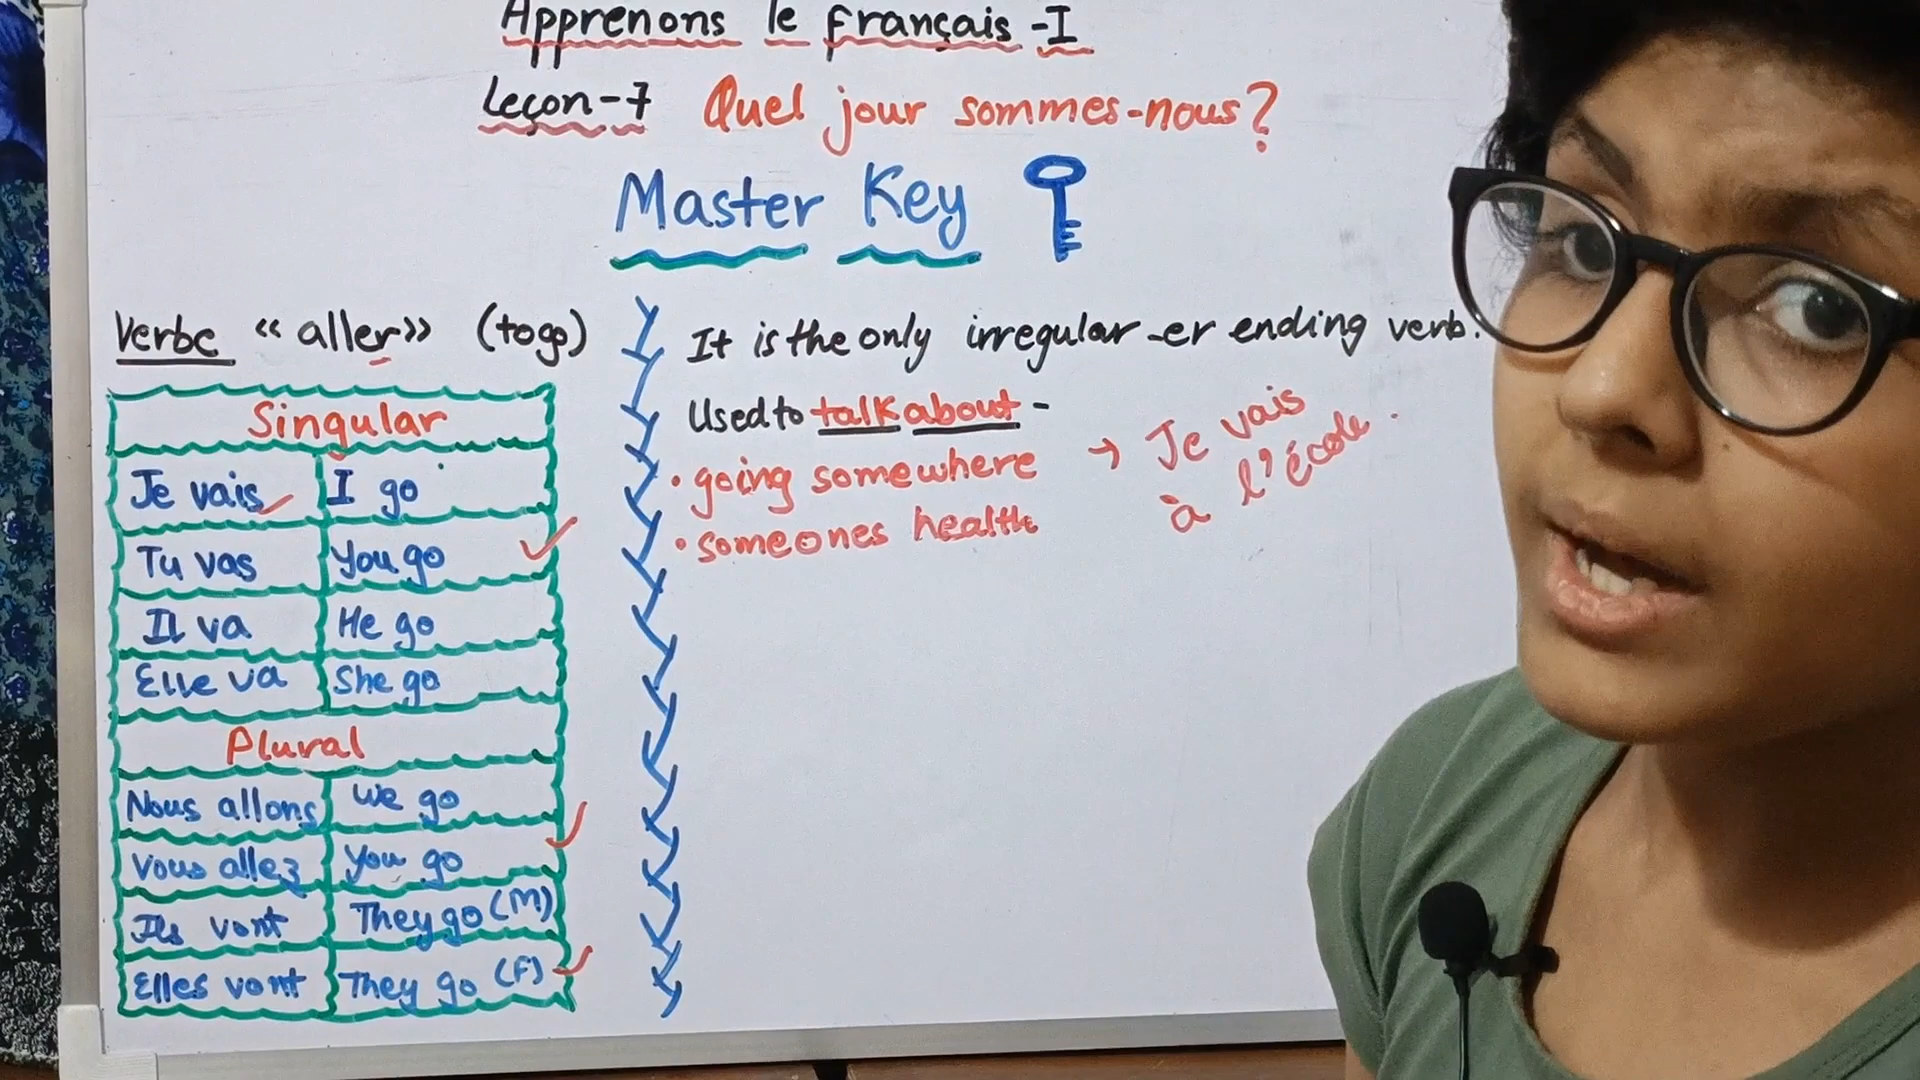 Apprenons le français -I
Leçon-7 Quel jour sommes-nous?
Master Key
Verbe « aller» (to go)
Singular
Je vais I go
Tu vas You go
Il va He go
Elle va She go
Plural
Nous allons We go
Vous allez You go
Ils vont They go (M)
Elles vont They go (F)
It is the only irregular -er ending verb.
Used to talk about -
• going somewhere
• someones health
→ Je vais
à l'école.